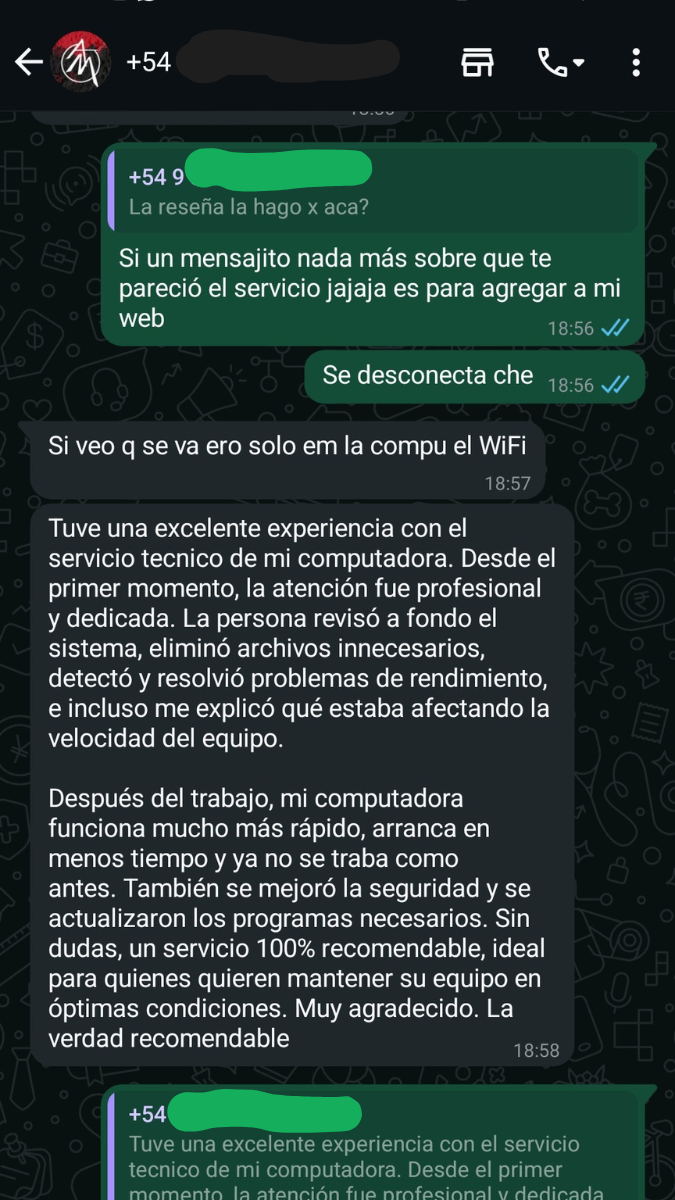 +54
+54 9
La reseña la hago x aca?
Si un mensajito nada más sobre que te
pareció el servicio jajaja es para agregar a mi
web
18:56
Se desconecta che
18:56
Si veo q se va ero solo em la compu el WiFi
18:57
Tuve una excelente experiencia con el
servicio tecnico de mi computadora. Desde el
primer momento, la atención fue profesional
y dedicada. La persona revisó a fondo el
sistema, eliminó archivos innecesarios,
detectó y resolvió problemas de rendimiento,
e incluso me explicó qué estaba afectando la
velocidad del equipo.
Después del trabajo, mi computadora
funciona mucho más rápido, arranca en
menos tiempo y ya no se traba como
antes. También se mejoró la seguridad y se
actualizaron los programas necesarios. Sin
dudas, un servicio 100% recomendable, ideal
para quienes quieren mantener su equipo en
óptimas condiciones. Muy agradecido. La
verdad recomendable
18:58
+54
Tuve una excelente experiencia con el servicio
tecnico de mi computadora. Desde el primer
momento, la atención fue profesional y dedicada